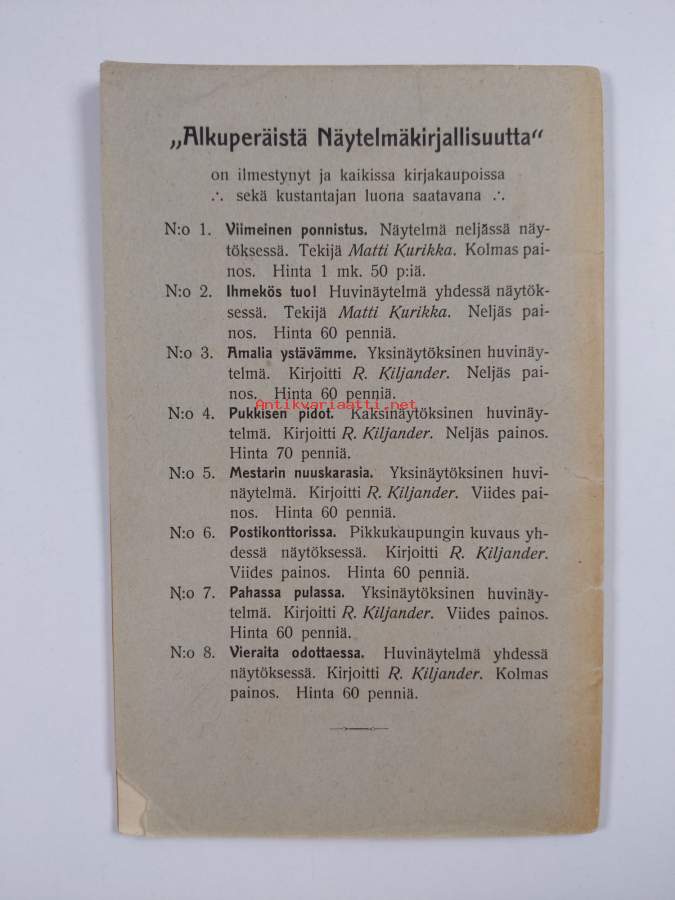 „Alkuperäistä Näytelmäkirjallisuutta"
on ilmestynyt ja kaikissa kirjakaupoissa
∴ sekä kustantajan luona saatavana ∴
N:o 1. Viimeinen ponnistus. Näytelmä neljässä näy-
töksessä. Tekijä Matti Kurikka. Kolmas pai-
nos. Hinta 1 mk. 50 p:iä.
N:o 2. Ihmekös tuo! Huvinäytelmä yhdessä näytök-
sessä. Tekijä Matti Kurikka. Neljäs pai-
nos. Hinta 60 penniä.
N:o 3. Amalia ystävämme. Yksinäytöksinen huvinäy-
telmä. Kirjoitti R. Kiljander. Neljäs pai-
nos. Hinta 60 penniä.
Antikvariaatti.net
N:o 4. Pukkisen pidot. Kaksinäytöksinen huvinäy-
telmä. Kirjoitti R. Kiljander. Neljäs painos.
Hinta 70 penniä.
N:o 5. Mestarin nuuskarasia. Yksinäytöksinen huvi-
näytelmä. Kirjoitti R. Kiljander. Viides pai-
nos. Hinta 60 penniä.
N:o 6. Postikonttorissa. Pikkukaupungin kuvaus yh-
dessä näytöksessä. Kirjoitti R. Kiljander.
Viides painos. Hinta 60 penniä.
N:o 7. Pahassa pulassa. Yksinäytöksinen huvinäy-
telmä. Kirjoitti R. Kiljander. Viides painos.
Hinta 60 penniä.
N:o 8. Vieraita odottaessa. Huvinäytelmä yhdessä
näytöksessä. Kirjoitti R. Kiljander. Kolmas
painos. Hinta 60 penniä.